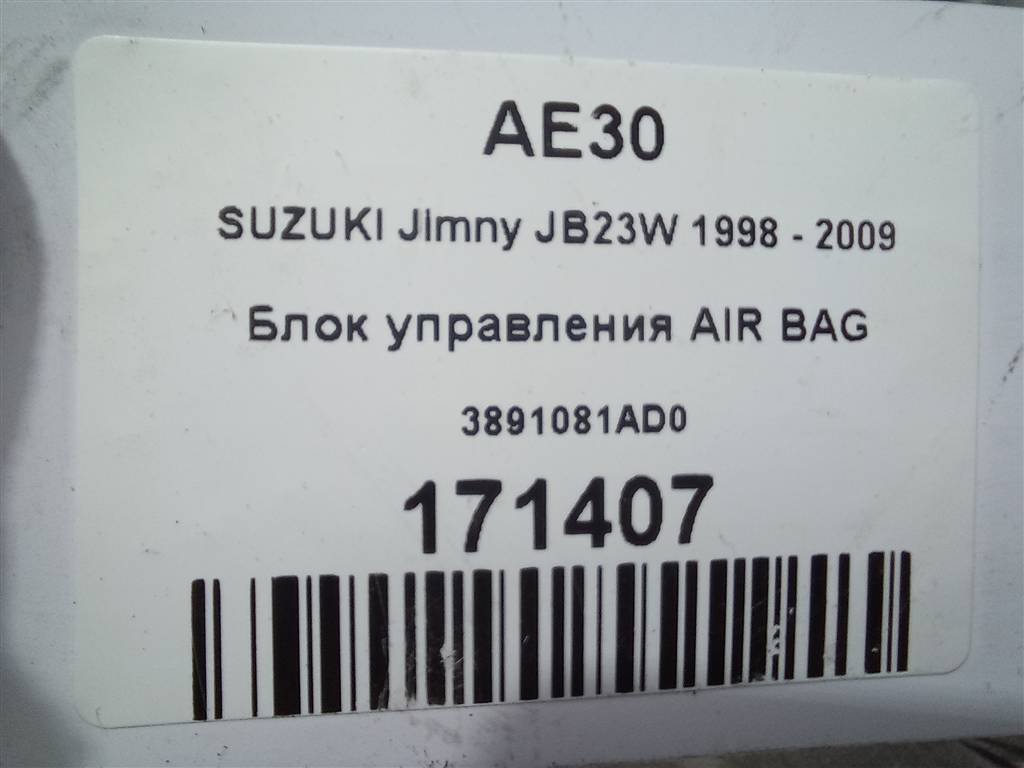 AE30
SUZUKI Jimny JB23W 1998 - 2009
Блок управления AIR BAG
3891081AD0
171407